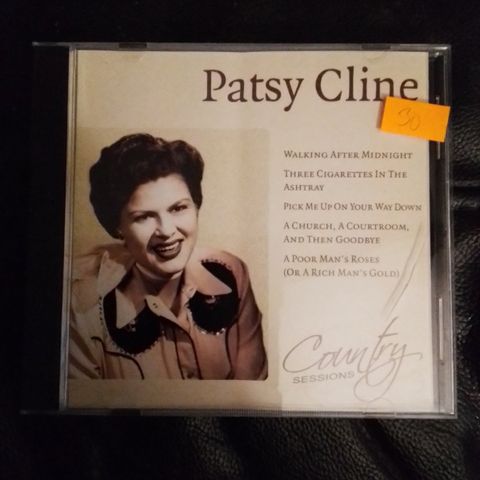 Patsy Cline
30
WALKING AFTER MIDNIGHT
THREE CIGARETTES IN THE
ASHTRAY
PICK ME UP ON YOUR WAY DOWN
A CHURCH, A COURTROOM,
AND THEN GOODBYE
A POOR MAN'S ROSES
(OR A RICH MAN'S GOLD)
Country
SESSIONS